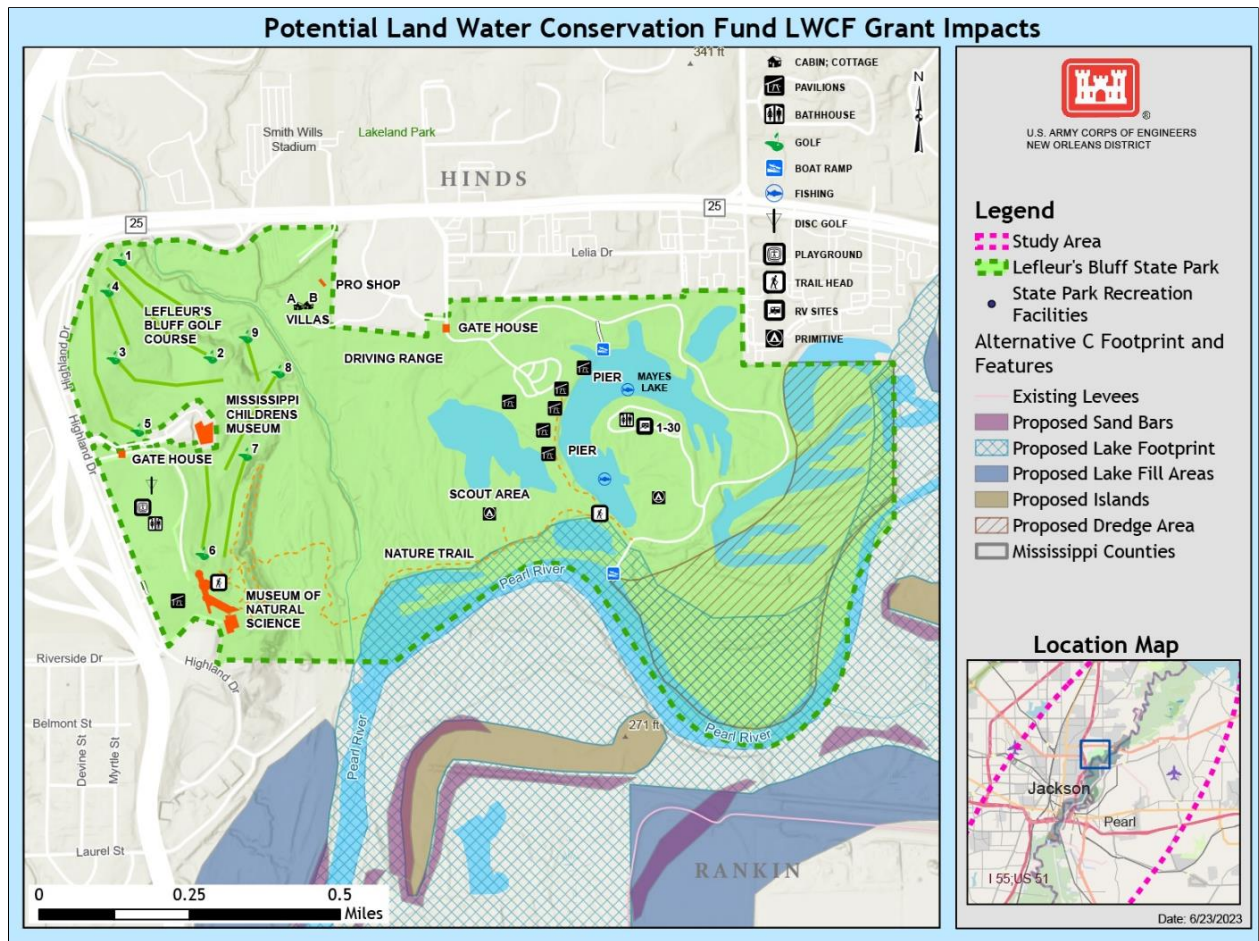 Potential Land Water Conservation Fund LWCF Grant Impacts
341 ft
CABIN; COTTAGE
PAVILIONS
BATHHOUSE
GOLF
BOAT RAMP
FISHING
DISC GOLF
PLAYGROUND
TRAIL HEAD
RV SITES
PRIMITIVE
N
Smith Wills
Stadium
Lakeland Park
HINDS
25
25
Lelia Dr
1
4
LEFLEUR'S
BLUFF GOLF
COURSE
3
2
9
8
5
7
6
A
B
VILLAS
PRO SHOP
GATE HOUSE
DRIVING RANGE
MISSISSIPPI
CHILDRENS
MUSEUM
GATE HOUSE
Highland Dr
Highland Dr
PIER
MAYES
LAKE
1-30
PIER
SCOUT AREA
NATURE TRAIL
Pearl River
MUSEUM OF
NATURAL
SCIENCE
Riverside Dr
Highland Dr
Belmont St
Devine St
Myrtle St
Laurel St
Pearl River
271 ft
Pearl River
RANKIN
0
0.25
0.5
Miles
U.S. ARMY CORPS OF ENGINEERS
NEW ORLEANS DISTRICT
®
Legend
Study Area
Lefleur's Bluff State Park
State Park Recreation
Facilities
Alternative C Footprint and
Features
Existing Levees
Proposed Sand Bars
Proposed Lake Footprint
Proposed Lake Fill Areas
Proposed Islands
Proposed Dredge Area
Mississippi Counties
Location Map
Jackson
Pearl
I 55;US 51
Date: 6/23/2023